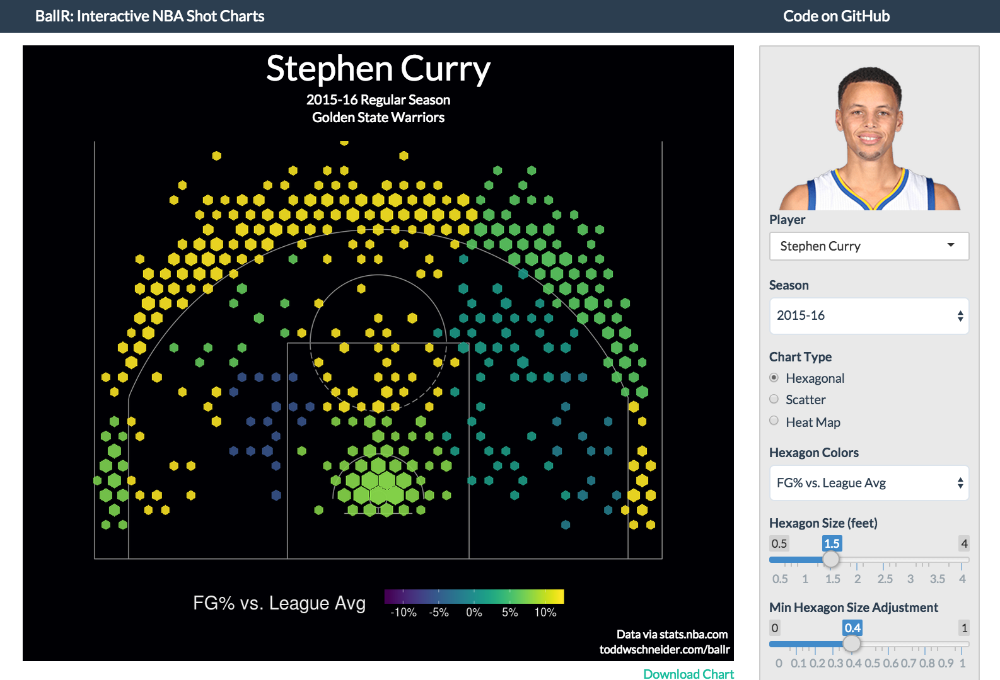 BallR: Interactive NBA Shot Charts
Code on GitHub
Stephen Curry
2015-16 Regular Season
Golden State Warriors
FG% vs. League Avg
-10% -5% 0% 5% 10%
Data via stats.nba.com
toddwschneider.com/ballr
Download Chart
Player
Stephen Curry
Season
2015-16
Chart Type
Hexagonal
Scatter
Heat Map
Hexagon Colors
FG% vs. League Avg
Hexagon Size (feet)
0.5 1.5 4
0.5 1 1.5 2 2.5 3 3.5 4
Min Hexagon Size Adjustment
0 0.4 1
0 0.1 0.2 0.3 0.4 0.5 0.6 0.7 0.8 0.9 1